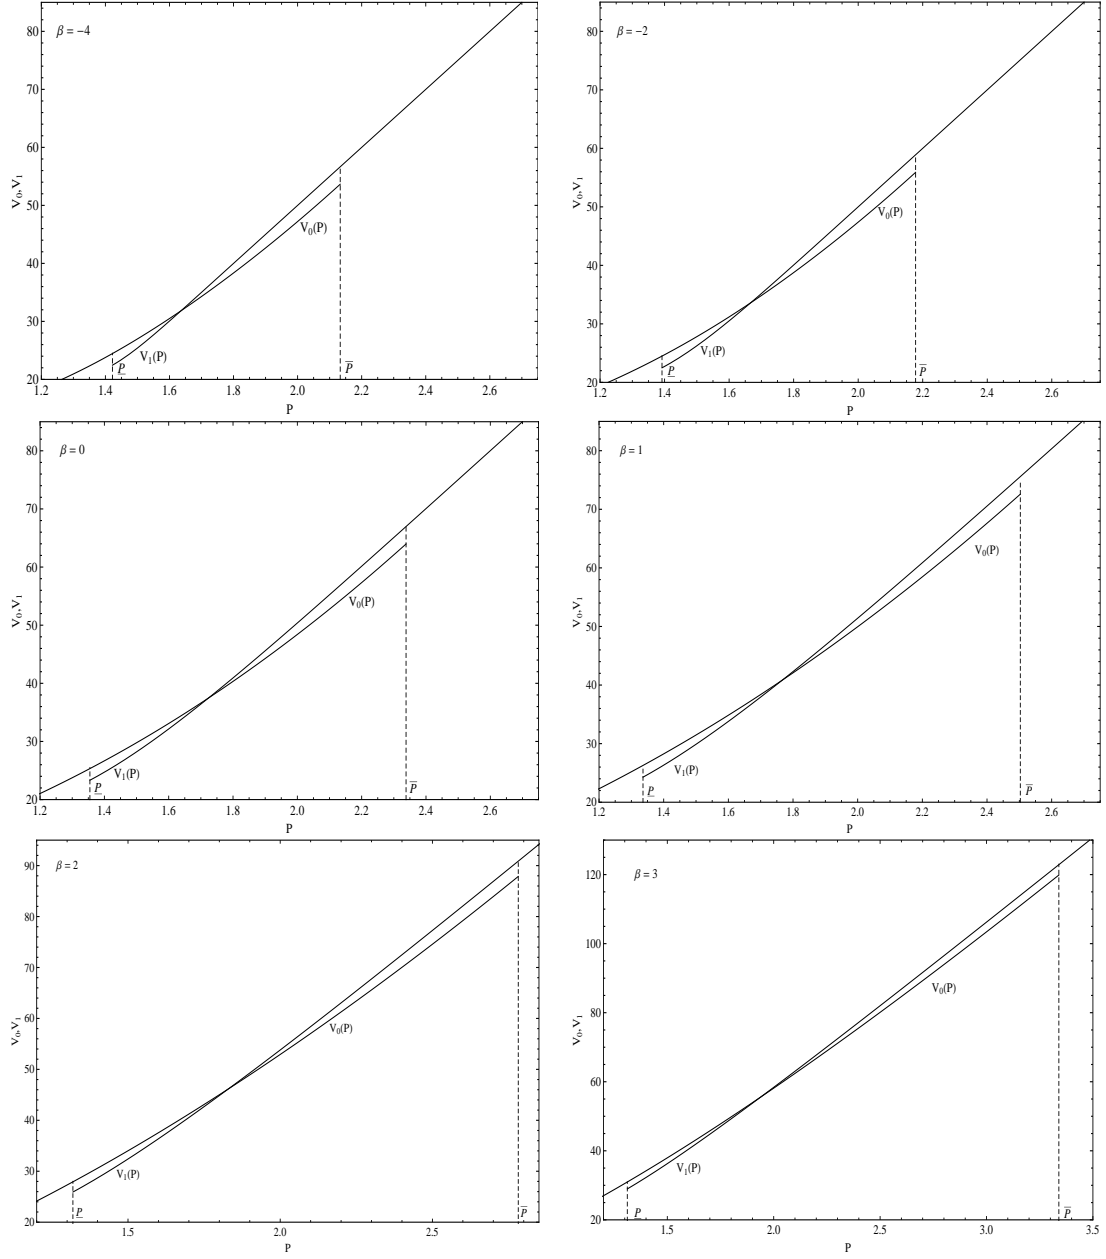 β = −4
80
70
60
50
40
30
20
V₀, V₁
V₀(P)
V₁(P)
P̲
P̅
1.2 1.4 1.6 1.8 2.0 2.2 2.4 2.6
P
β = −2
80
70
60
50
40
30
20
V₀, V₁
V₀(P)
V₁(P)
P̲
P̅
1.2 1.4 1.6 1.8 2.0 2.2 2.4 2.6
P
β = 0
80
70
60
50
40
30
20
V₀, V₁
V₀(P)
V₁(P)
P̲
P̅
1.2 1.4 1.6 1.8 2.0 2.2 2.4 2.6
P
β = 1
80
70
60
50
40
30
20
V₀, V₁
V₀(P)
V₁(P)
P̲
P̅
1.2 1.4 1.6 1.8 2.0 2.2 2.4 2.6
P
β = 2
90
80
70
60
50
40
30
20
V₀, V₁
V₀(P)
V₁(P)
P̲
P̅
1.5 2.0 2.5
P
β = 3
120
100
80
60
40
20
V₀, V₁
V₀(P)
V₁(P)
P̲
P̅
1.5 2.0 2.5 3.0 3.5
P